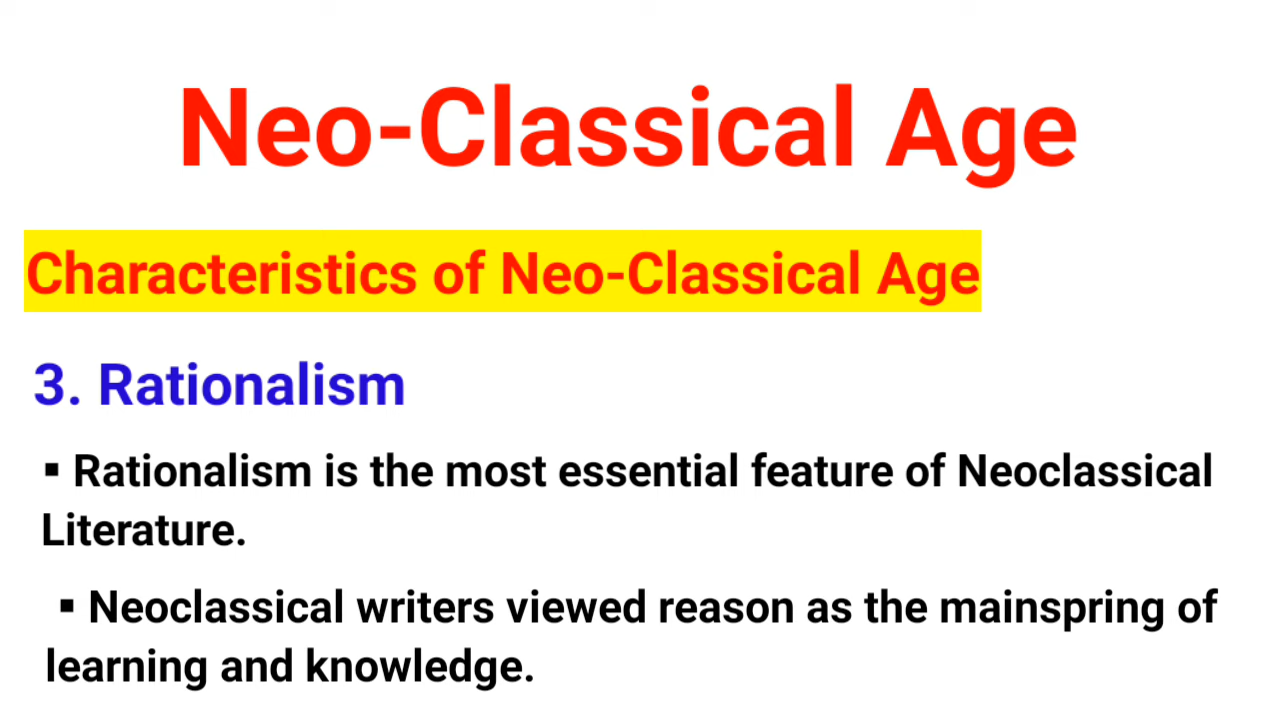 Neo-Classical Age
Characteristics of Neo-Classical Age
3. Rationalism
▪ Rationalism is the most essential feature of Neoclassical
Literature.
▪ Neoclassical writers viewed reason as the mainspring of
learning and knowledge.